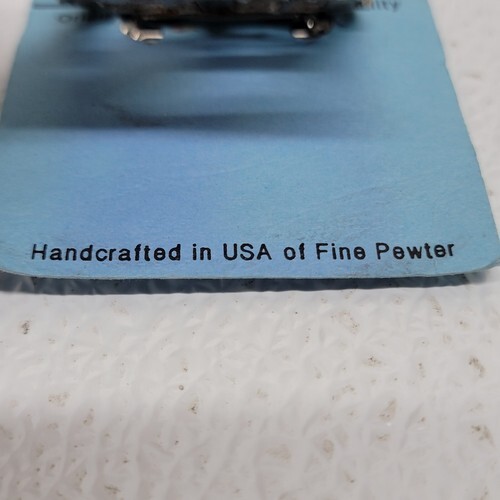 Handcrafted in USA of Fine Pewter